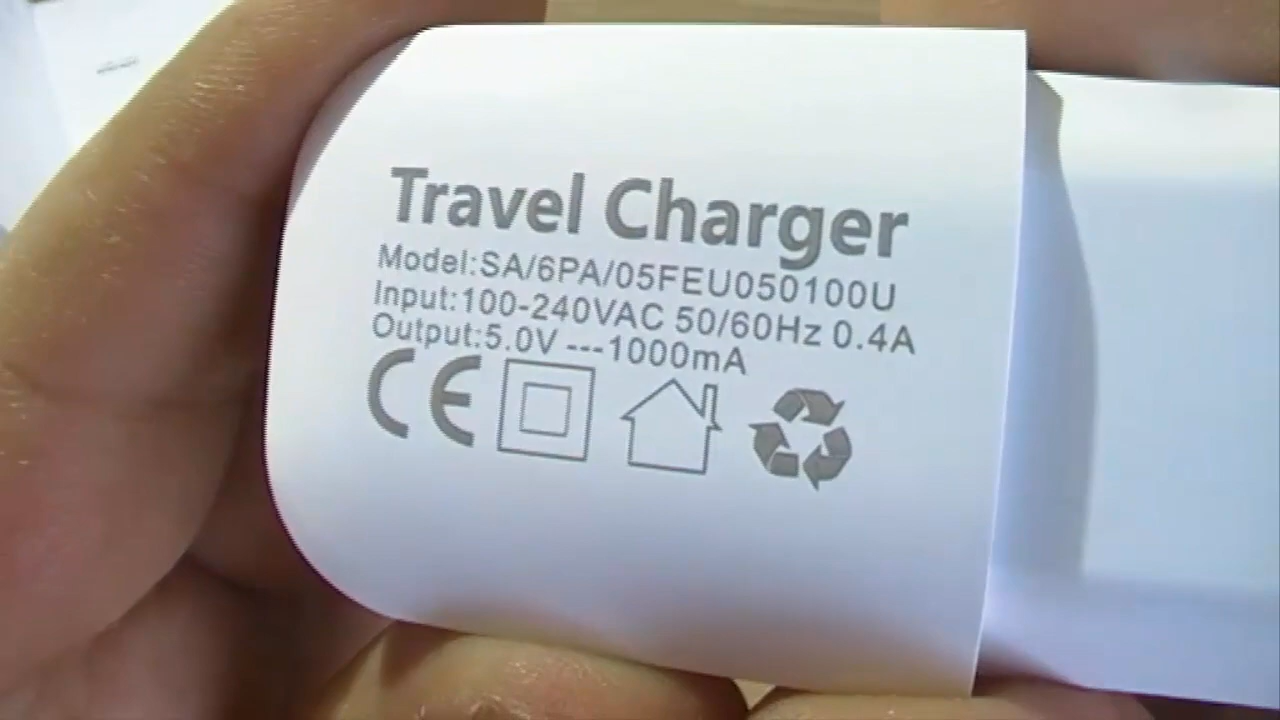 Travel Charger
Model:SA/6PA/05FEU050100U
Input:100-240VAC 50/60Hz 0.4A
Output:5.0V ---1000mA
CE